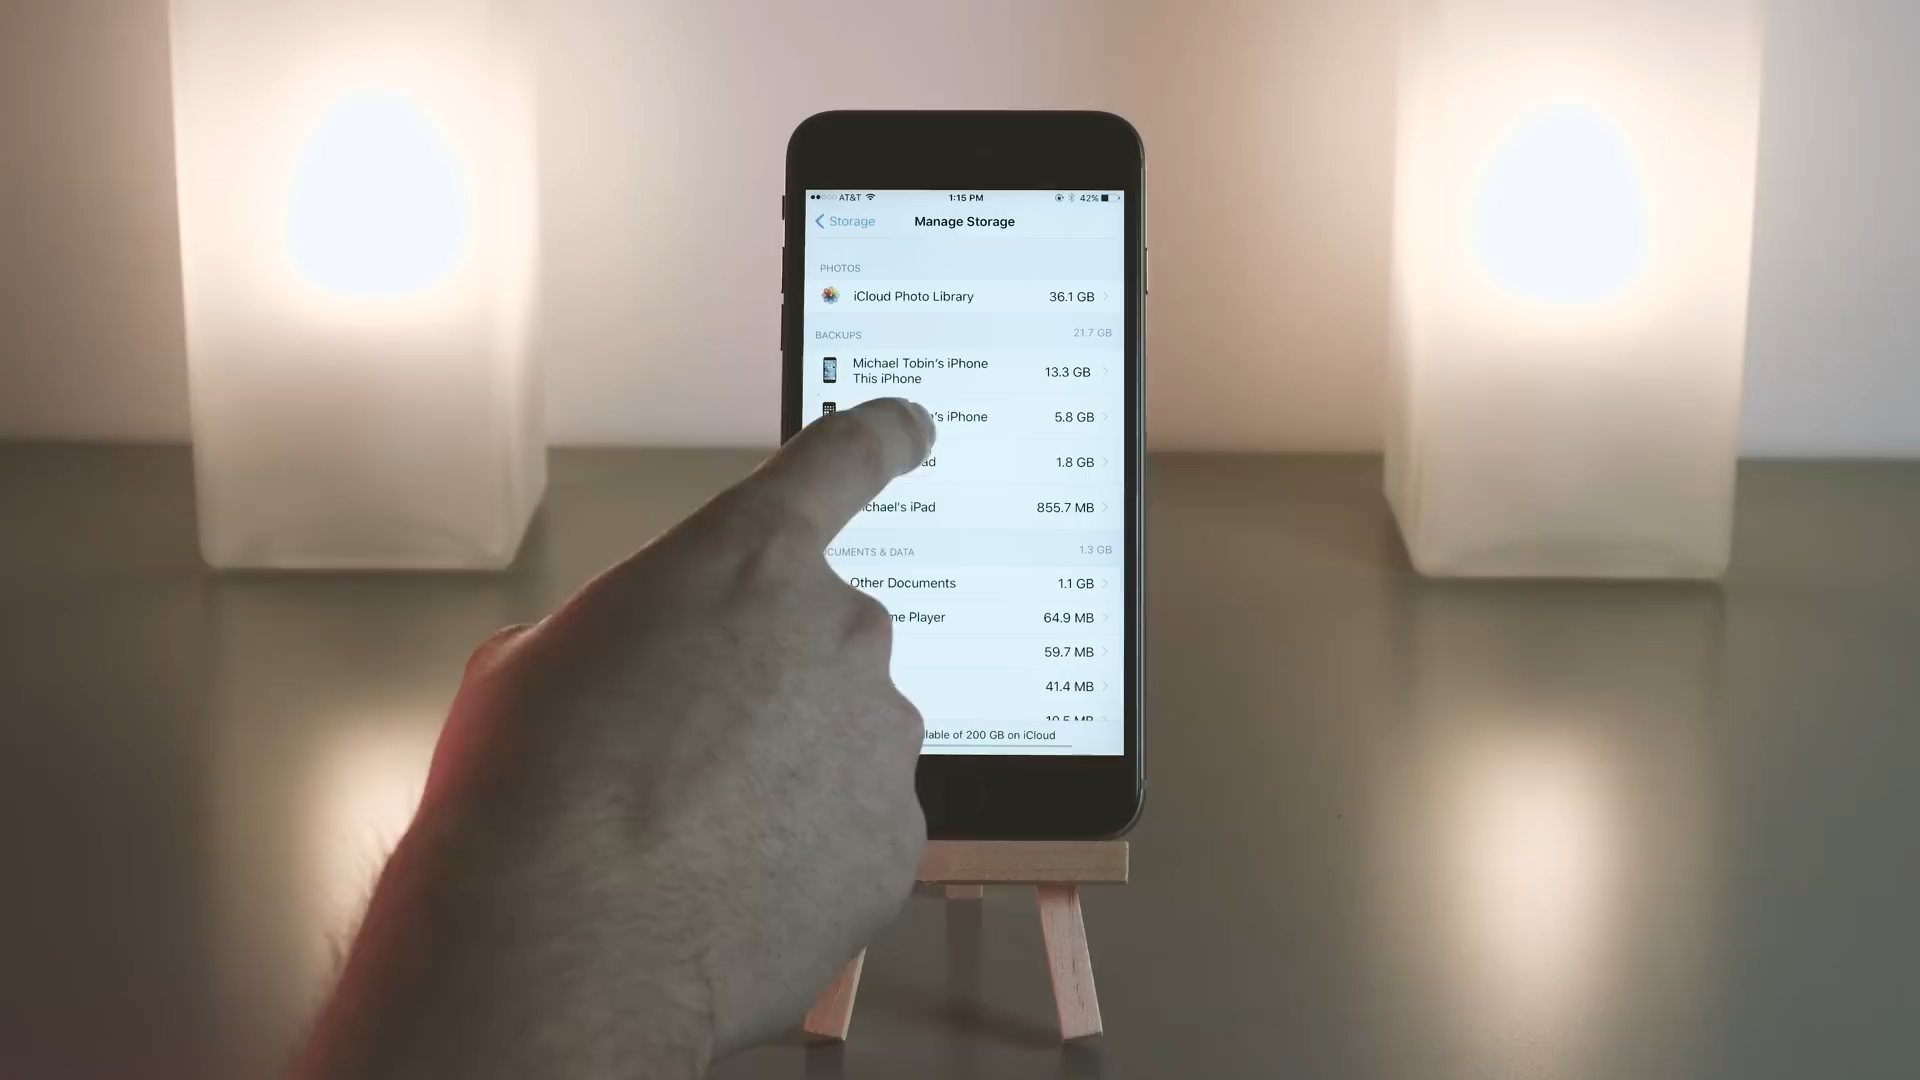 AT&T 1:15 PM 42%
Storage Manage Storage
PHOTOS
iCloud Photo Library 36.1 GB
BACKUPS 21.7 GB
Michael Tobin's iPhone
This iPhone 13.3 GB
's iPhone 5.8 GB
ad 1.8 GB
chael's iPad 855.7 MB
CUMENTS & DATA 1.3 GB
Other Documents 1.1 GB
me Player 64.9 MB
59.7 MB
41.4 MB
lable of 200 GB on iCloud